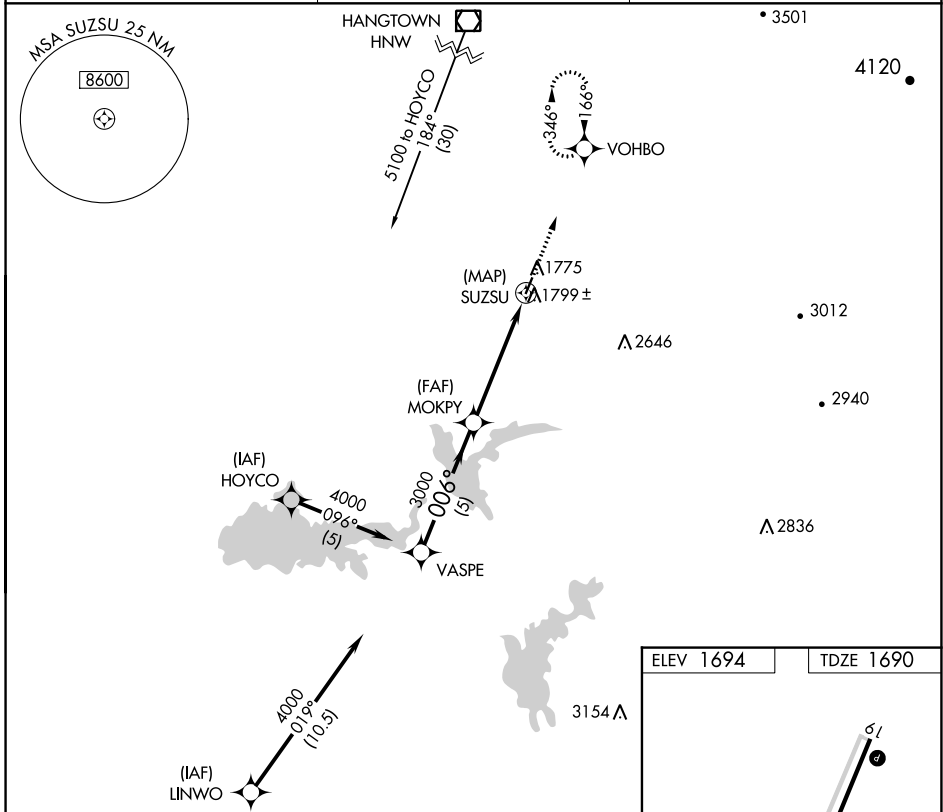 MSA SUZSU 25 NM
8600
HANGTOWN
HNW
5100 to HOYCO
184°
(30)
3501
4120
346°
166°
VOHBO
(MAP)
SUZSU
1775
1799 ±
3012
2646
(FAF)
MOKPY
2940
(IAF)
HOYCO
4000
096°
(5)
3000
006°
(5)
VASPE
2836
ELEV 1694
TDZE 1690
3154
4000
019°
(10.5)
(IAF)
LINWO
19
P